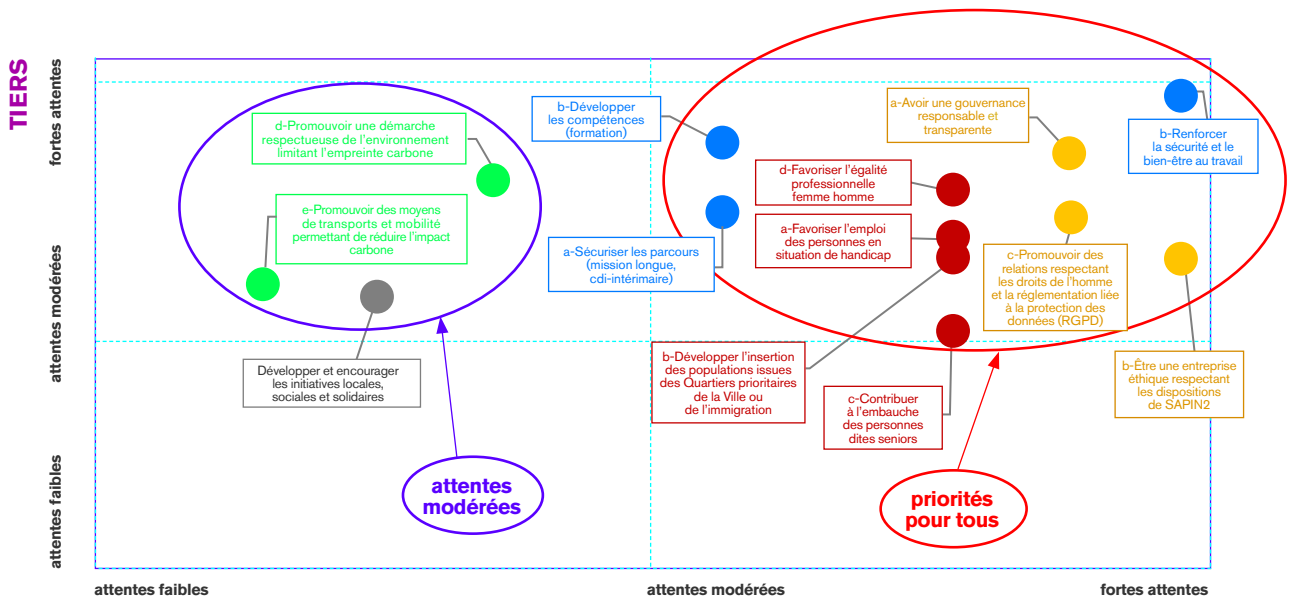 TIERS
fortes attentes
attentes modérées
attentes faibles
d-Promouvoir une démarche
respectueuse de l'environnement
limitant l'empreinte carbone
e-Promouvoir des moyens
de transports et mobilité
permettant de réduire l'impact
carbone
Développer et encourager
les initiatives locales,
sociales et solidaires
attentes
modérées
b-Développer
les compétences
(formation)
a-Sécuriser les parcours
(mission longue,
cdi-intérimaire)
d-Favoriser l'égalité
professionnelle
femme homme
a-Favoriser l'emploi
des personnes en
situation de handicap
b-Développer l'insertion
des populations issues
des Quartiers prioritaires
de la Ville ou
de l'immigration
c-Contribuer
à l'embauche
des personnes
dites seniors
a-Avoir une gouvernance
responsable et
transparente
c-Promouvoir des
relations respectant
les droits de l'homme
et la réglementation liée
à la protection des
données (RGPD)
b-Renforcer
la sécurité et le
bien-être au travail
b-Être une entreprise
éthique respectant
les dispositions
de SAPIN2
priorités
pour tous
attentes faibles
attentes modérées
fortes attentes